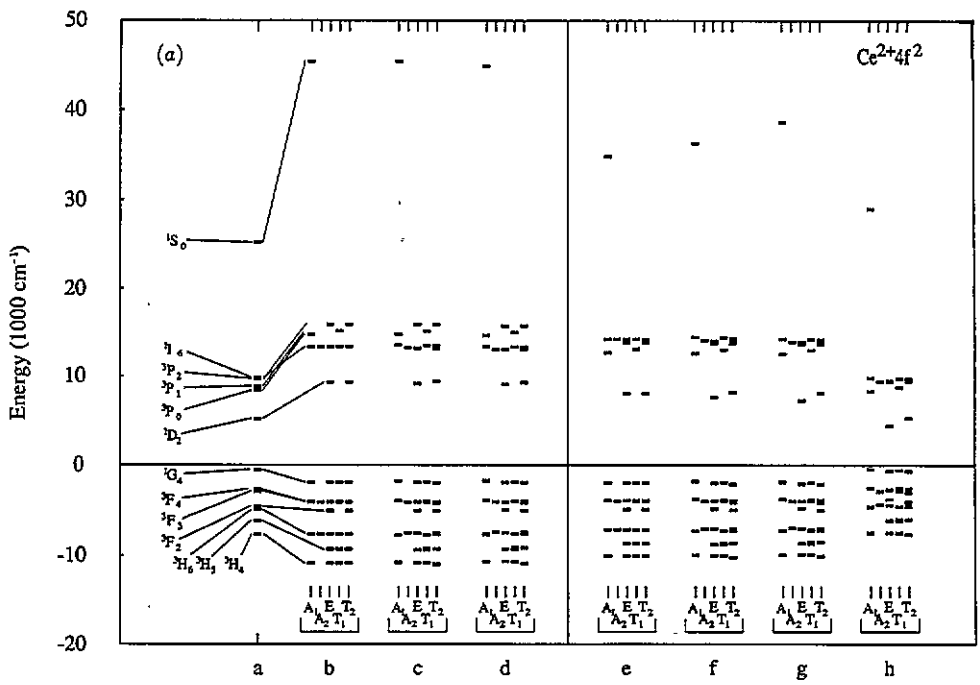 50
40
30
20
10
0
-10
-20
Energy (1000 cm⁻¹)
(a)
Ce²⁺4f²
¹S₀
¹I₆
³P₂
³P₁
³P₀
¹D₂
¹G₄
³F₄
³F₃
³F₂
³H₆ ³H₅ ³H₄
A₁ E T₂
A₂ T₁
A₁ E T₂
A₂ T₁
A₁ E T₂
A₂ T₁
A₁ E T₂
A₂ T₁
A₁ E T₂
A₂ T₁
A₁ E T₂
A₂ T₁
A₁ E T₂
A₂ T₁
a b c d e f g h